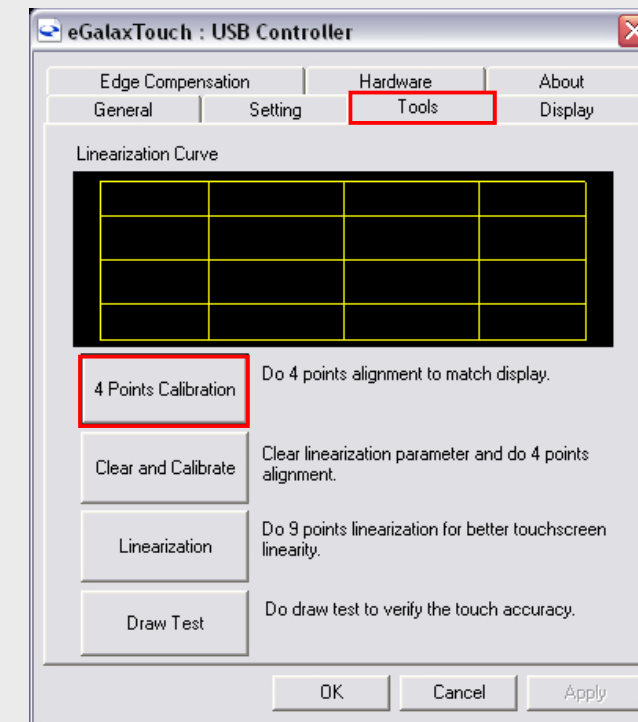 eGalaxTouch : USB Controller
Edge Compensation Hardware About
General Setting Tools Display
Linearization Curve
4 Points Calibration
Do 4 points alignment to match display.
Clear and Calibrate
Clear linearization parameter and do 4 points
alignment.
Linearization
Do 9 points linearization for better touchscreen
linearity.
Draw Test
Do draw test to verify the touch accuracy.
OK Cancel Apply